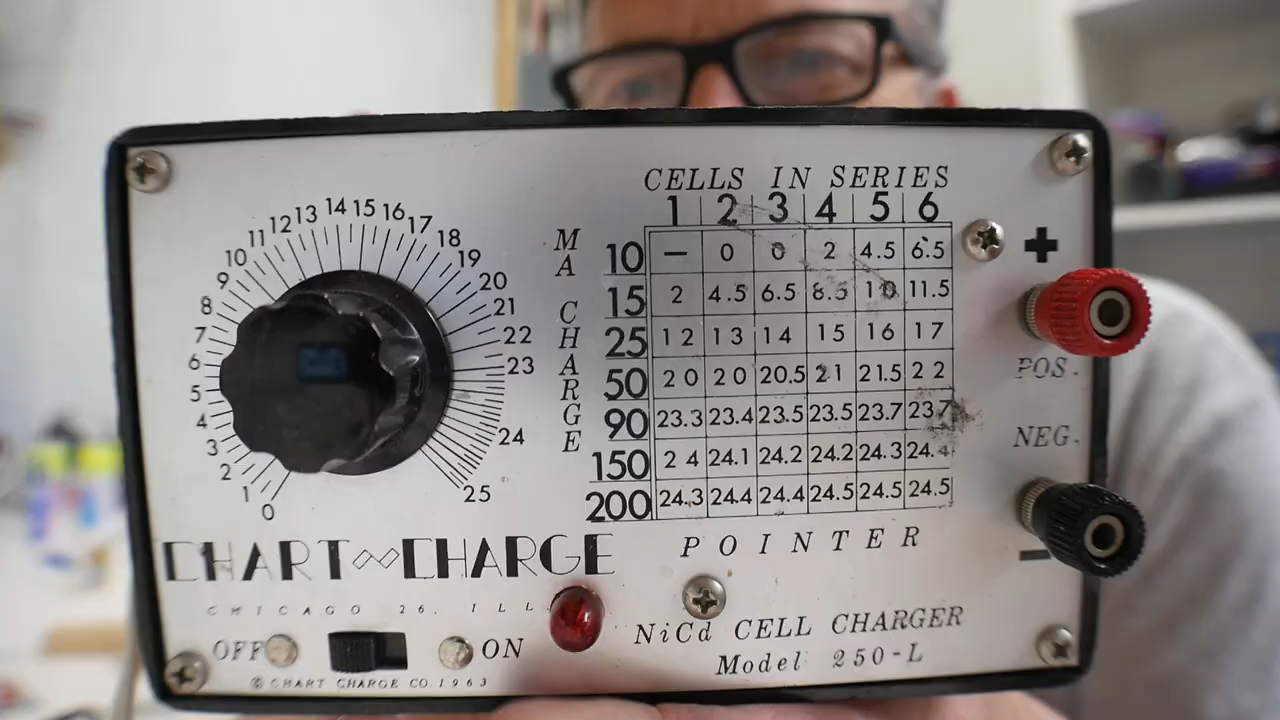 CELLS IN SERIES
1 2 3 4 5 6
MA CHARGE
10 — 0 0 2 4.5 6.5
15 2 4.5 6.5 8.5 10 11.5
25 12 13 14 15 16 17
50 20 20 20.5 21 21.5 22
90 23.3 23.4 23.5 23.5 23.7 23.7
150 24 24.1 24.2 24.2 24.3 24.4
200 24.3 24.4 24.4 24.5 24.5 24.5
POINTER
0 1 2 3 4 5 6 7 8 9 10 11 12 13 14 15 16 17 18 19 20 21 22 23 24 25
+
POS.
NEG.
−
CHART CHARGE
CHICAGO 26, ILL.
OFF ON
© CHART CHARGE CO. 1963
NiCd CELL CHARGER
Model 250-L